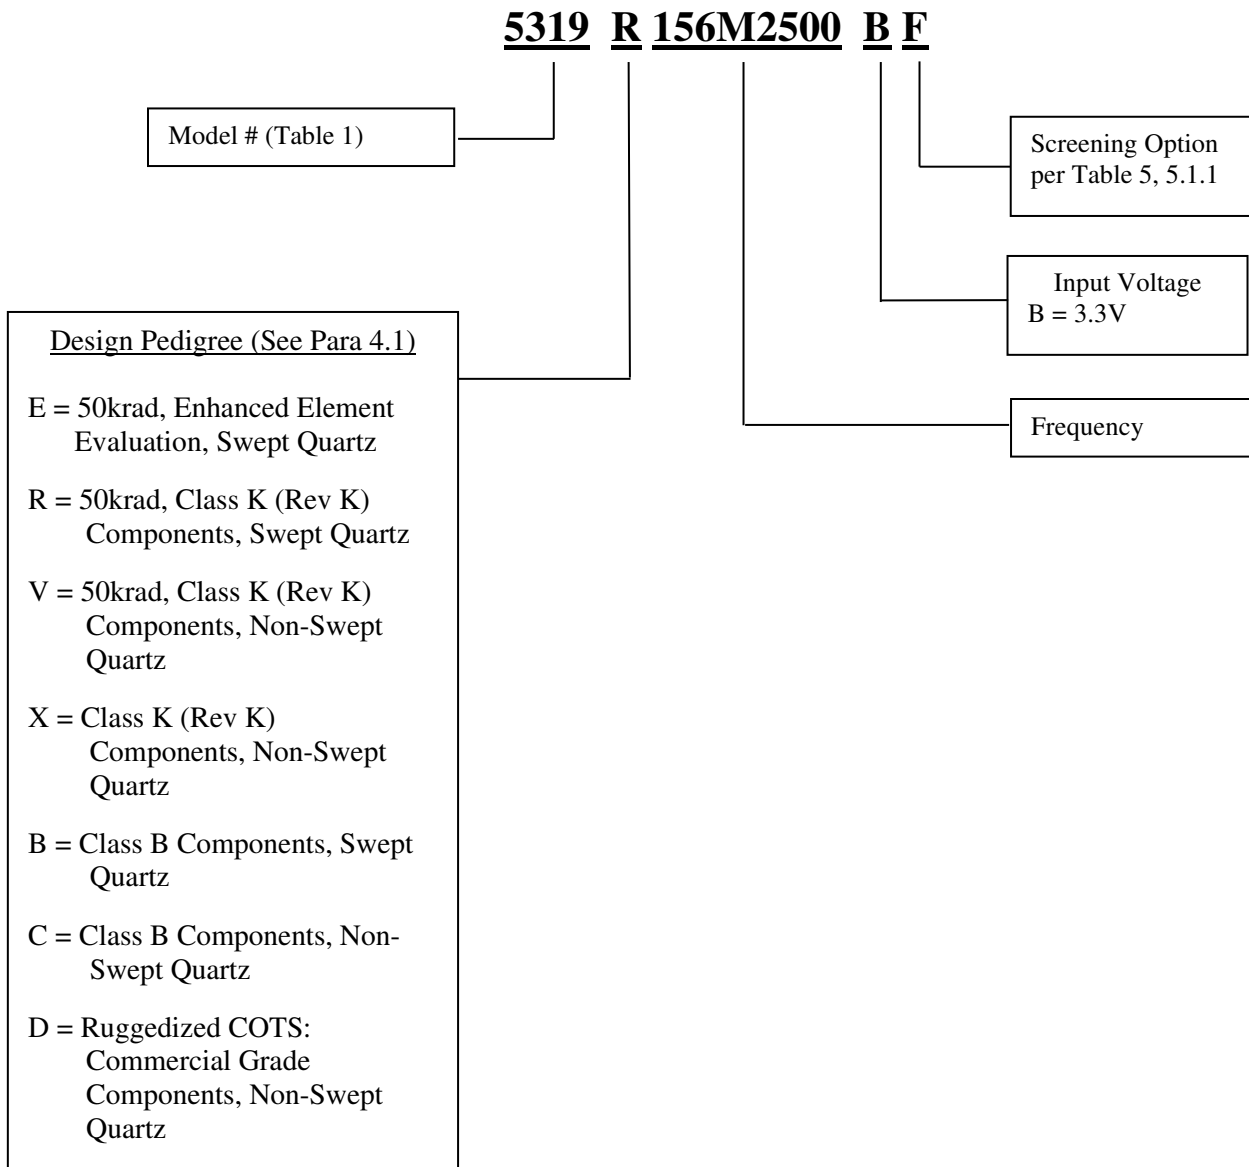 5319 R 156M2500 B F
Model # (Table 1)
Screening Option
per Table 5, 5.1.1
Input Voltage
B = 3.3V
Frequency
Design Pedigree (See Para 4.1)
E = 50krad, Enhanced Element
Evaluation, Swept Quartz
R = 50krad, Class K (Rev K)
Components, Swept Quartz
V = 50krad, Class K (Rev K)
Components, Non-Swept
Quartz
X = Class K (Rev K)
Components, Non-Swept
Quartz
B = Class B Components, Swept
Quartz
C = Class B Components, Non-
Swept Quartz
D = Ruggedized COTS:
Commercial Grade
Components, Non-Swept
Quartz